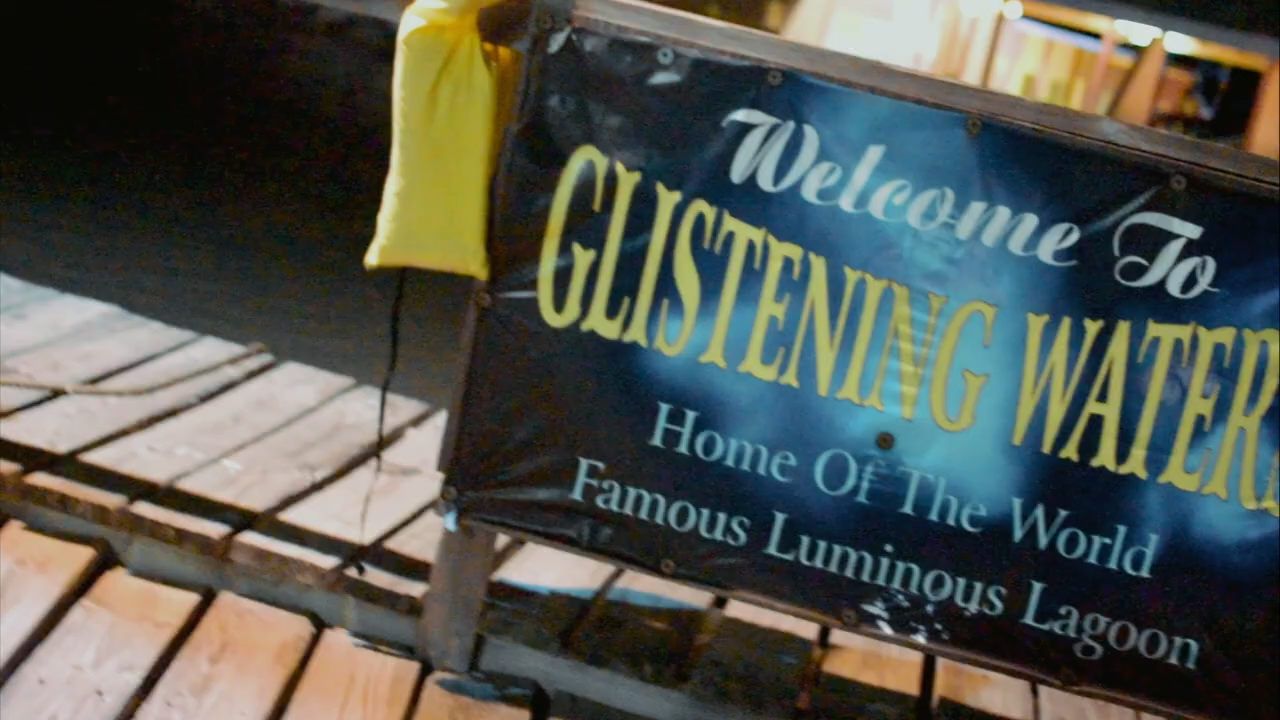 Welcome To
GLISTENING WATER
Home Of The World
Famous Luminous Lagoon